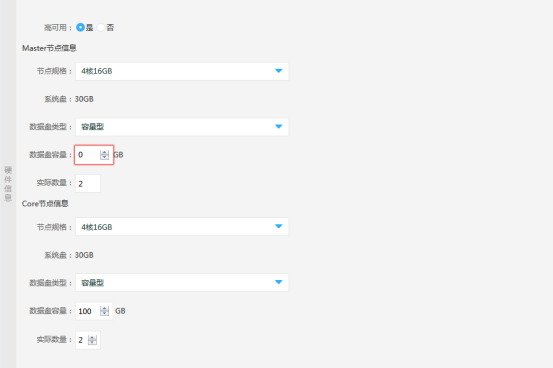 高可用： 是 否
Master节点信息
节点规格： 4核16GB
系统盘：30GB
数据盘类型： 容量型
数据盘容量： 0 GB
实际数量： 2
硬件信息
Core节点信息
节点规格： 4核16GB
系统盘：30GB
数据盘类型： 容量型
数据盘容量： 100 GB
实际数量： 2